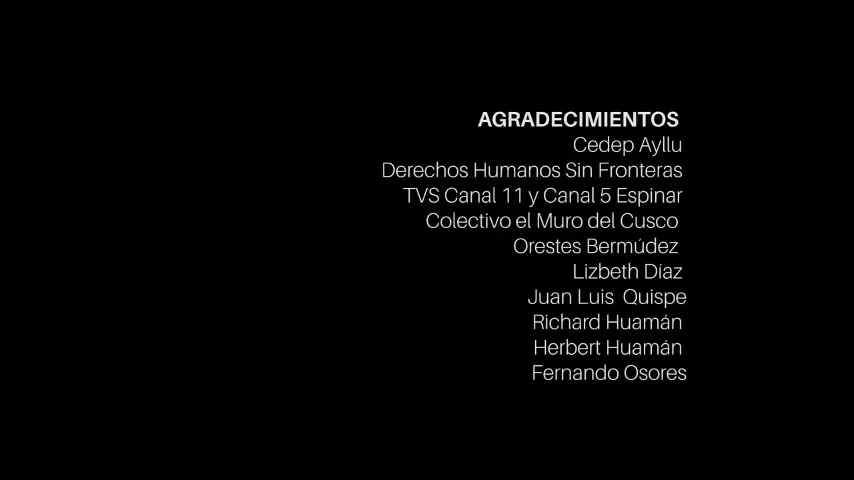 AGRADECIMIENTOS
Cedep Ayllu
Derechos Humanos Sin Fronteras
TVS Canal 11 y Canal 5 Espinar
Colectivo el Muro del Cusco
Orestes Bermúdez
Lizbeth Díaz
Juan Luis  Quispe
Richard Huamán
Herbert Huamán
Fernando Osores